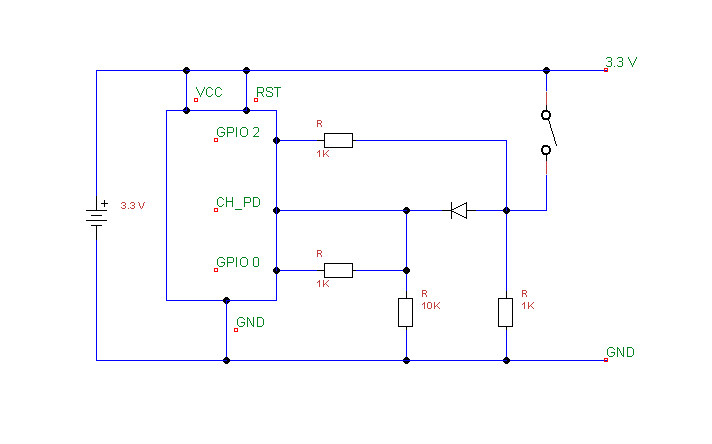 3.3 V
VCC
RST
R
GPIO 2
1K
CH_PD
+
3.3 V
R
GPIO 0
1K
R
10K
R
1K
GND
GND